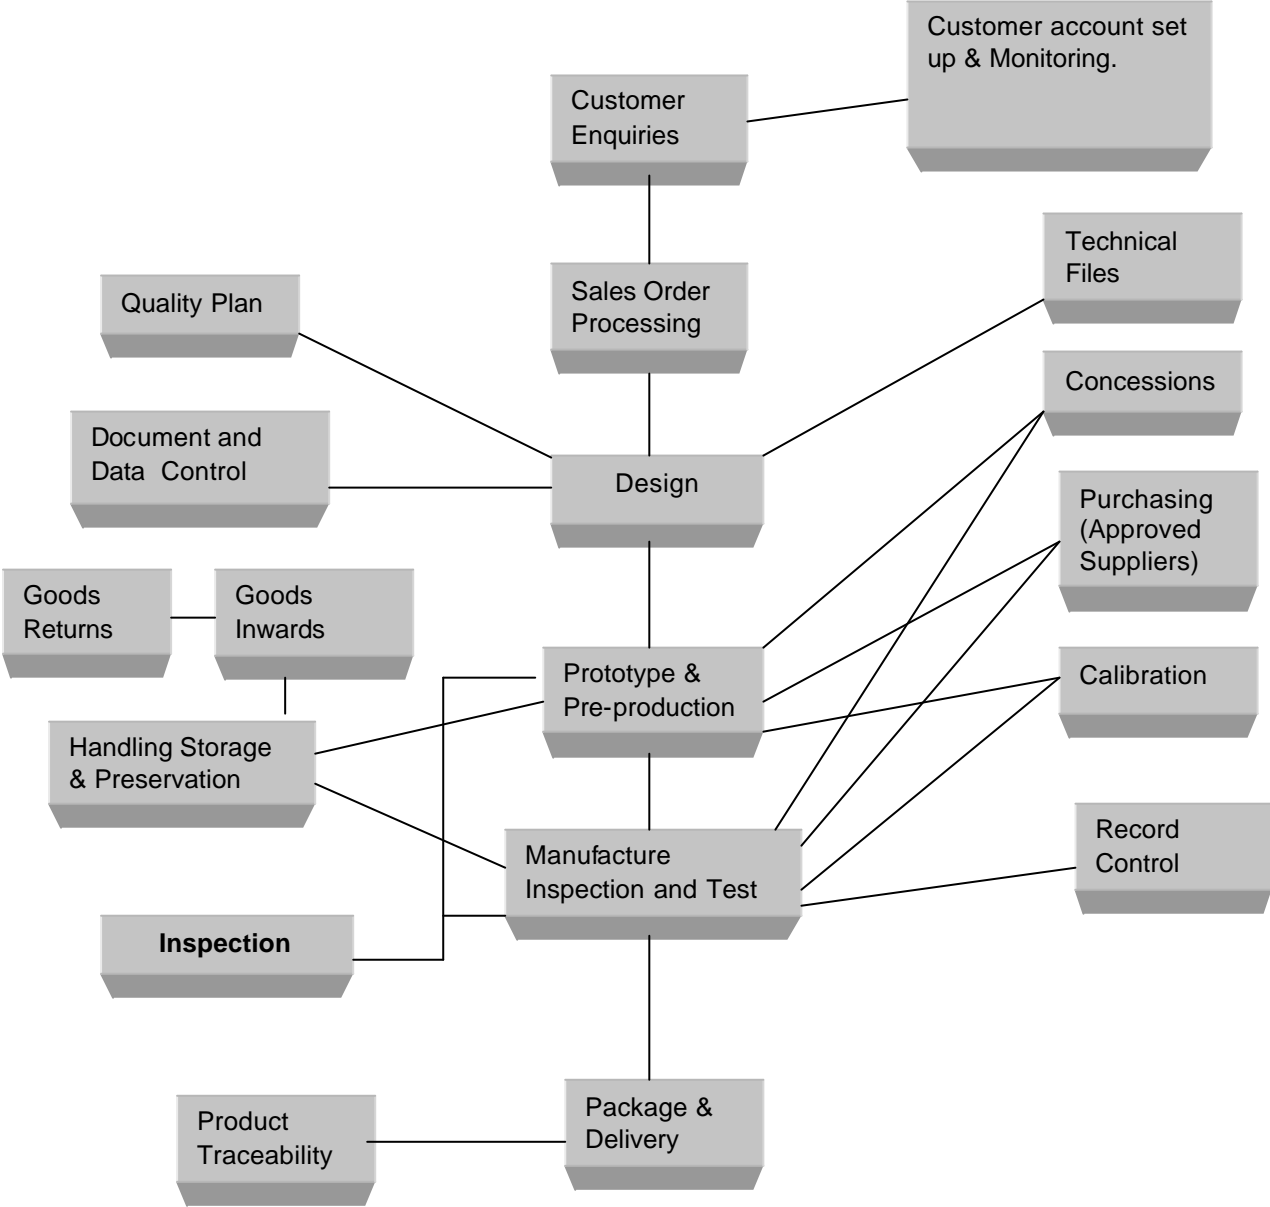 Customer account set
up & Monitoring.
Customer
Enquiries
Technical
Files
Sales Order
Processing
Quality Plan
Concessions
Document and
Data Control
Design
Purchasing
(Approved
Suppliers)
Goods
Returns
Goods
Inwards
Prototype &
Pre-production
Calibration
Handling Storage
& Preservation
Manufacture
Inspection and Test
Record
Control
Inspection
Package &
Delivery
Product
Traceability